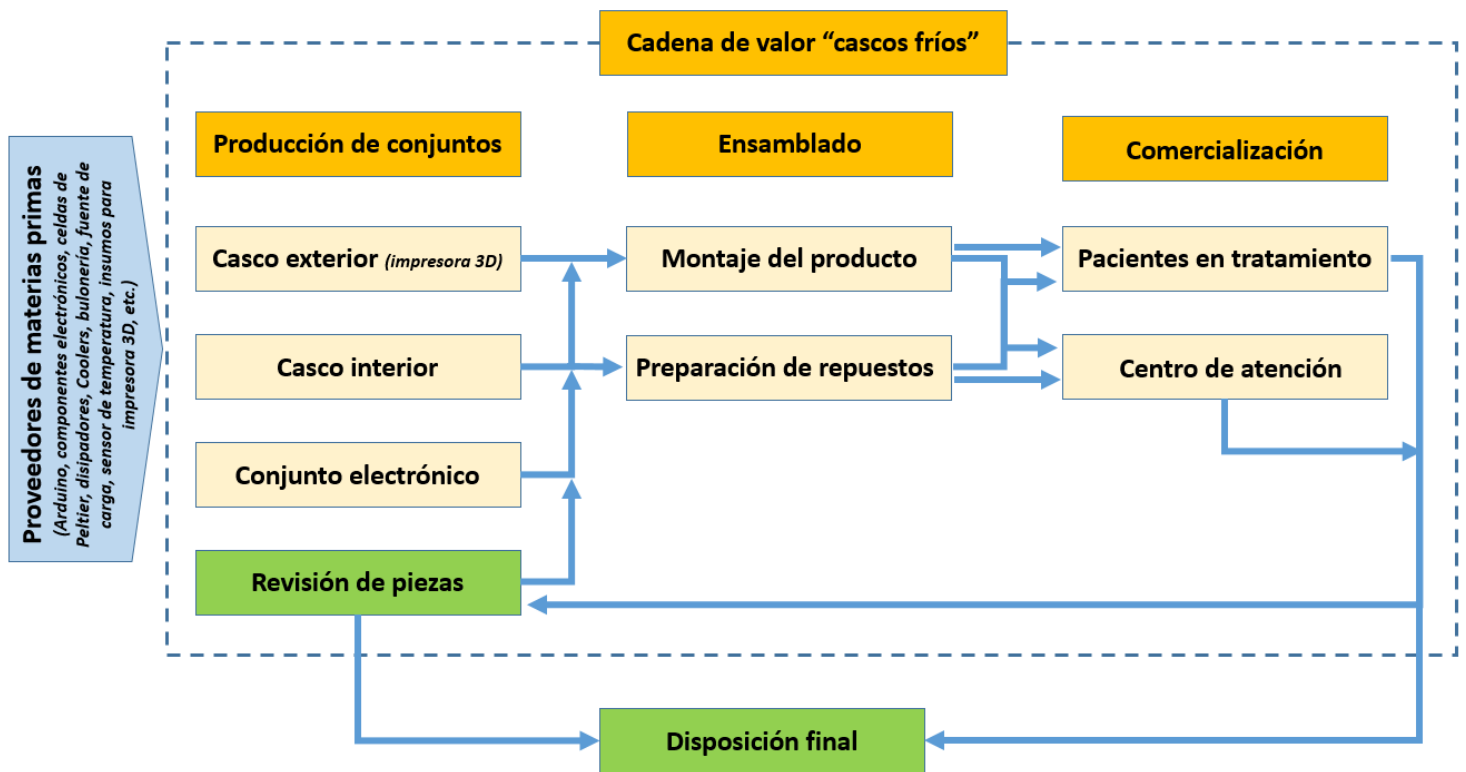 Cadena de valor “cascos fríos”
Proveedores de materias primas
(Arduino, componentes electrónicos, celdas de
Peltier, disipadores, Coolers, bulonería, fuente de
carga, sensor de temperatura, insumos para
impresora 3D, etc.)
Producción de conjuntos
Ensamblado
Comercialización
Casco exterior (impresora 3D)
Montaje del producto
Pacientes en tratamiento
Casco interior
Preparación de repuestos
Centro de atención
Conjunto electrónico
Revisión de piezas
Disposición final